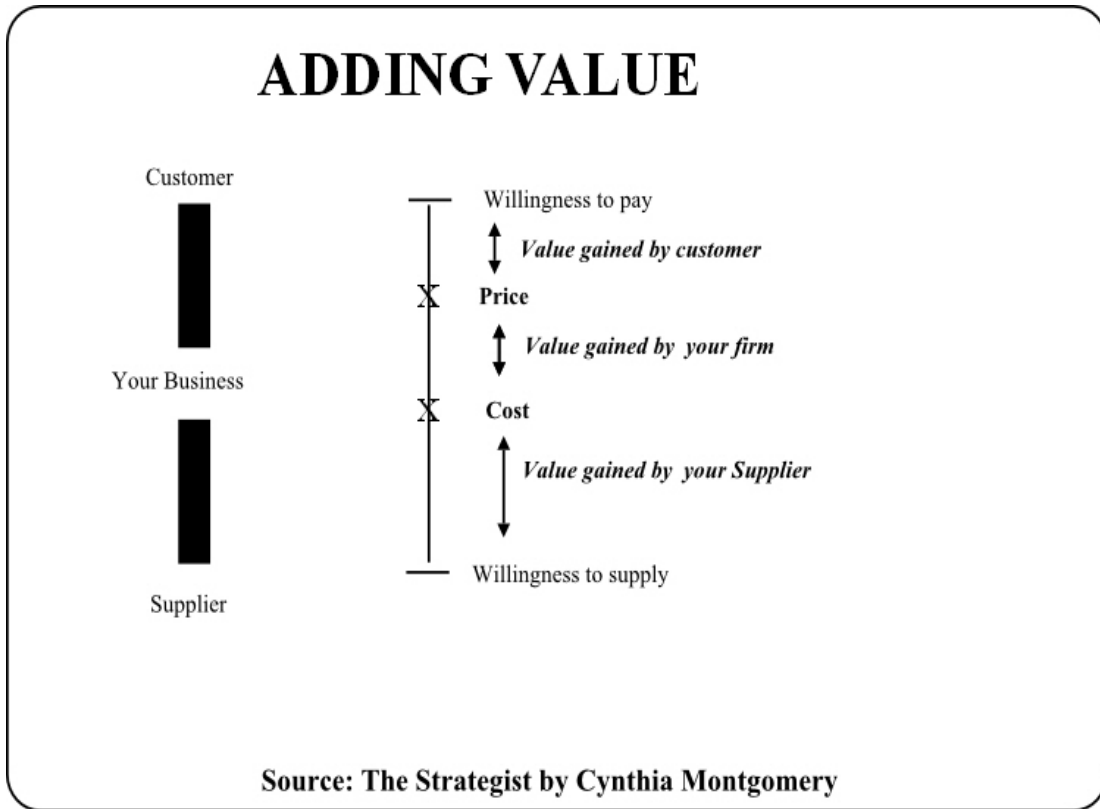 ADDING VALUE
Customer
Willingness to pay
Value gained by customer
X Price
Value gained by your firm
Your Business
X Cost
Value gained by your Supplier
Willingness to supply
Supplier
Source: The Strategist by Cynthia Montgomery